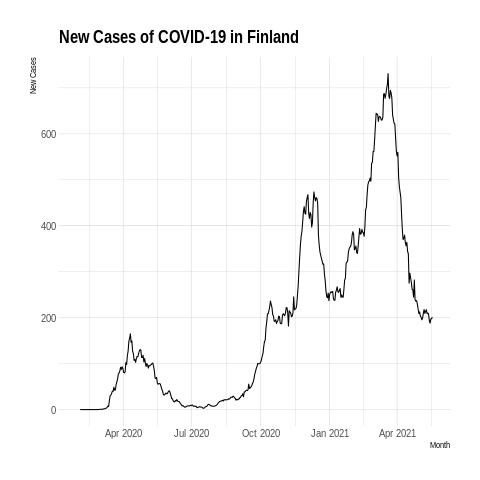 New Cases of COVID-19 in Finland
New Cases
600
400
200
0
Apr 2020 Jul 2020 Oct 2020 Jan 2021 Apr 2021
Month